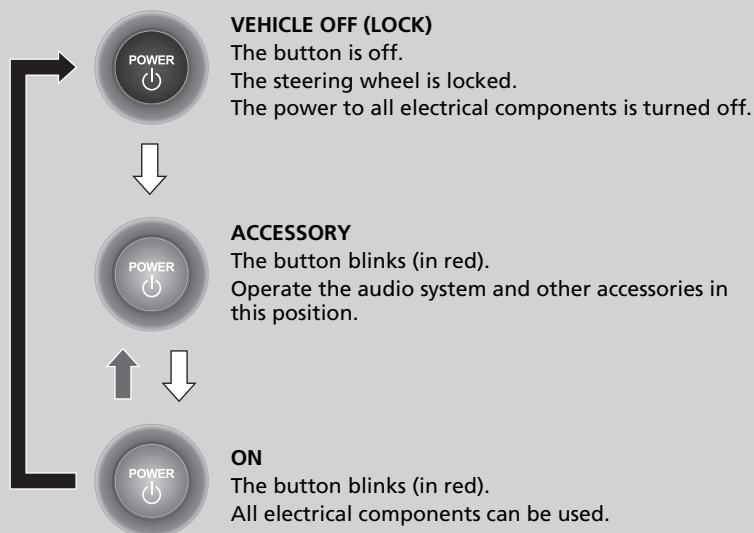 POWER
VEHICLE OFF (LOCK)
The button is off.
The steering wheel is locked.
The power to all electrical components is turned off.
POWER
ACCESSORY
The button blinks (in red).
Operate the audio system and other accessories in
this position.
POWER
ON
The button blinks (in red).
All electrical components can be used.